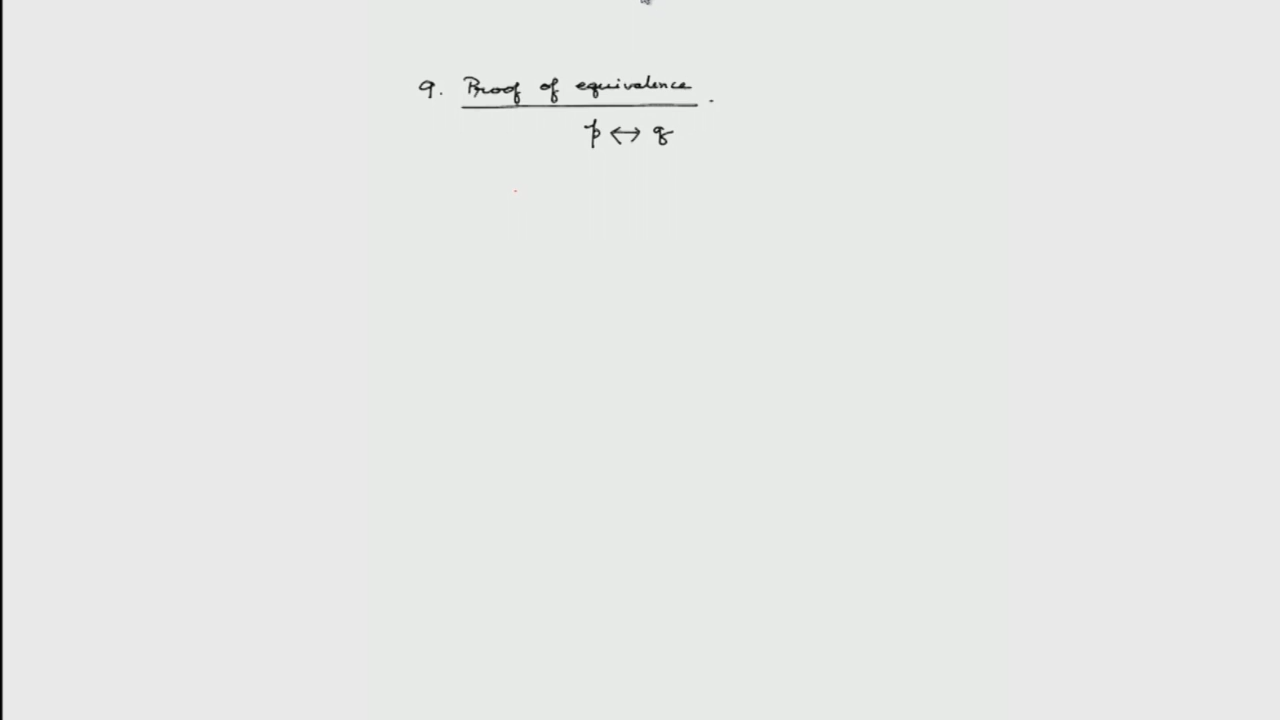 9. Proof of equivalence.
p ↔ q